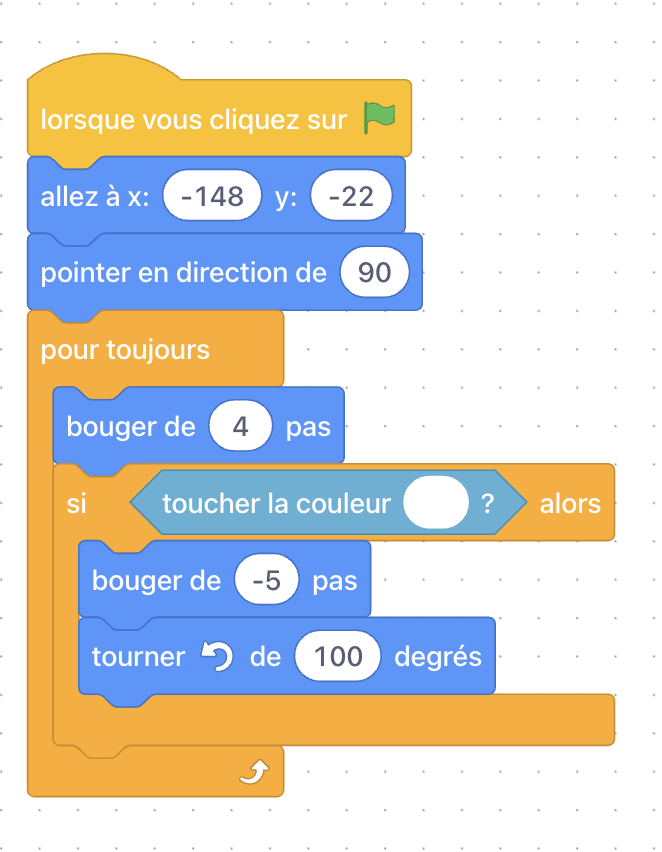 lorsque vous cliquez sur
allez à x: -148 y: -22
pointer en direction de 90
pour toujours
bouger de 4 pas
si toucher la couleur ? alors
bouger de -5 pas
tourner de 100 degrés